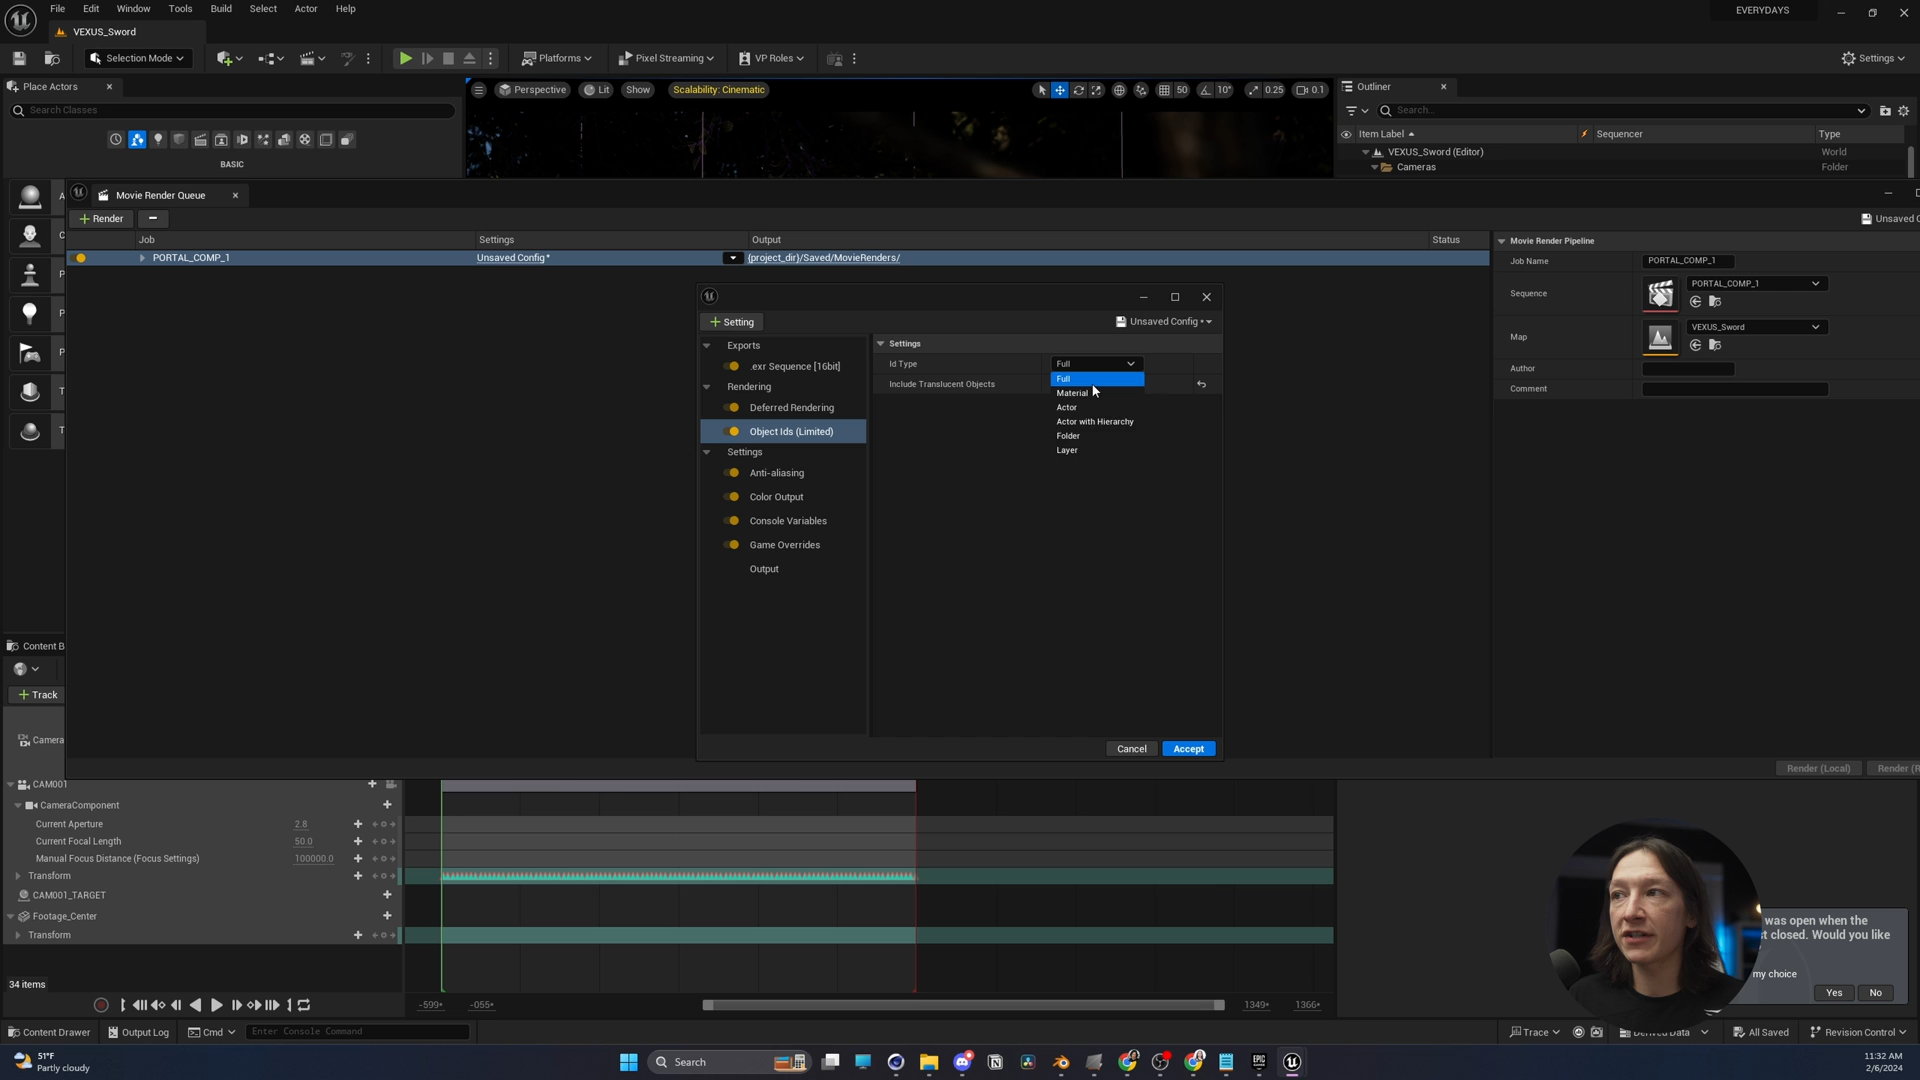 File Edit Window Tools Build Select Actor Help
EVERYDAYS
VEXUS_Sword
Selection Mode
Platforms
Pixel Streaming
VP Roles
Settings
Place Actors
Perspective Lit Show Scalability: Cinematic
50 10° 0.25 0.1
Outliner
Search Classes
Search...
Item Label Sequencer Type
BASIC
VEXUS_Sword (Editor) World
Cameras Folder
Movie Render Queue
Render
Unsaved C
Job Settings Output Status
PORTAL_COMP_1 Unsaved Config* {project_dir}/Saved/MovieRenders/
Movie Render Pipeline
Job Name PORTAL_COMP_1
Sequence PORTAL_COMP_1
Map VEXUS_Sword
Author
Comment
Setting
Unsaved Config *
Exports
.exr Sequence [16bit]
Rendering
Deferred Rendering
Object Ids (Limited)
Settings
Anti-aliasing
Color Output
Console Variables
Game Overrides
Output
Settings
Id Type Full
Include Translucent Objects
Full
Material
Actor
Actor with Hierarchy
Folder
Layer
Cancel Accept
A
C
P
P
P
T
T
Content B
Track
Camera
Render (Local) Render (R
CAM001
CameraComponent
Current Aperture 2.8
Current Focal Length 50.0
Manual Focus Distance (Focus Settings) 100000.0
Transform
CAM001_TARGET
Footage_Center
Transform
was open when the
st closed. Would you like
my choice
Yes No
34 items
-599* -055* 1349* 1366*
Content Drawer Output Log Cmd Enter Console Command
Trace Derived Data All Saved Revision Control
51°F
Partly cloudy
Search
EPIC
11:32 AM
2/6/2024